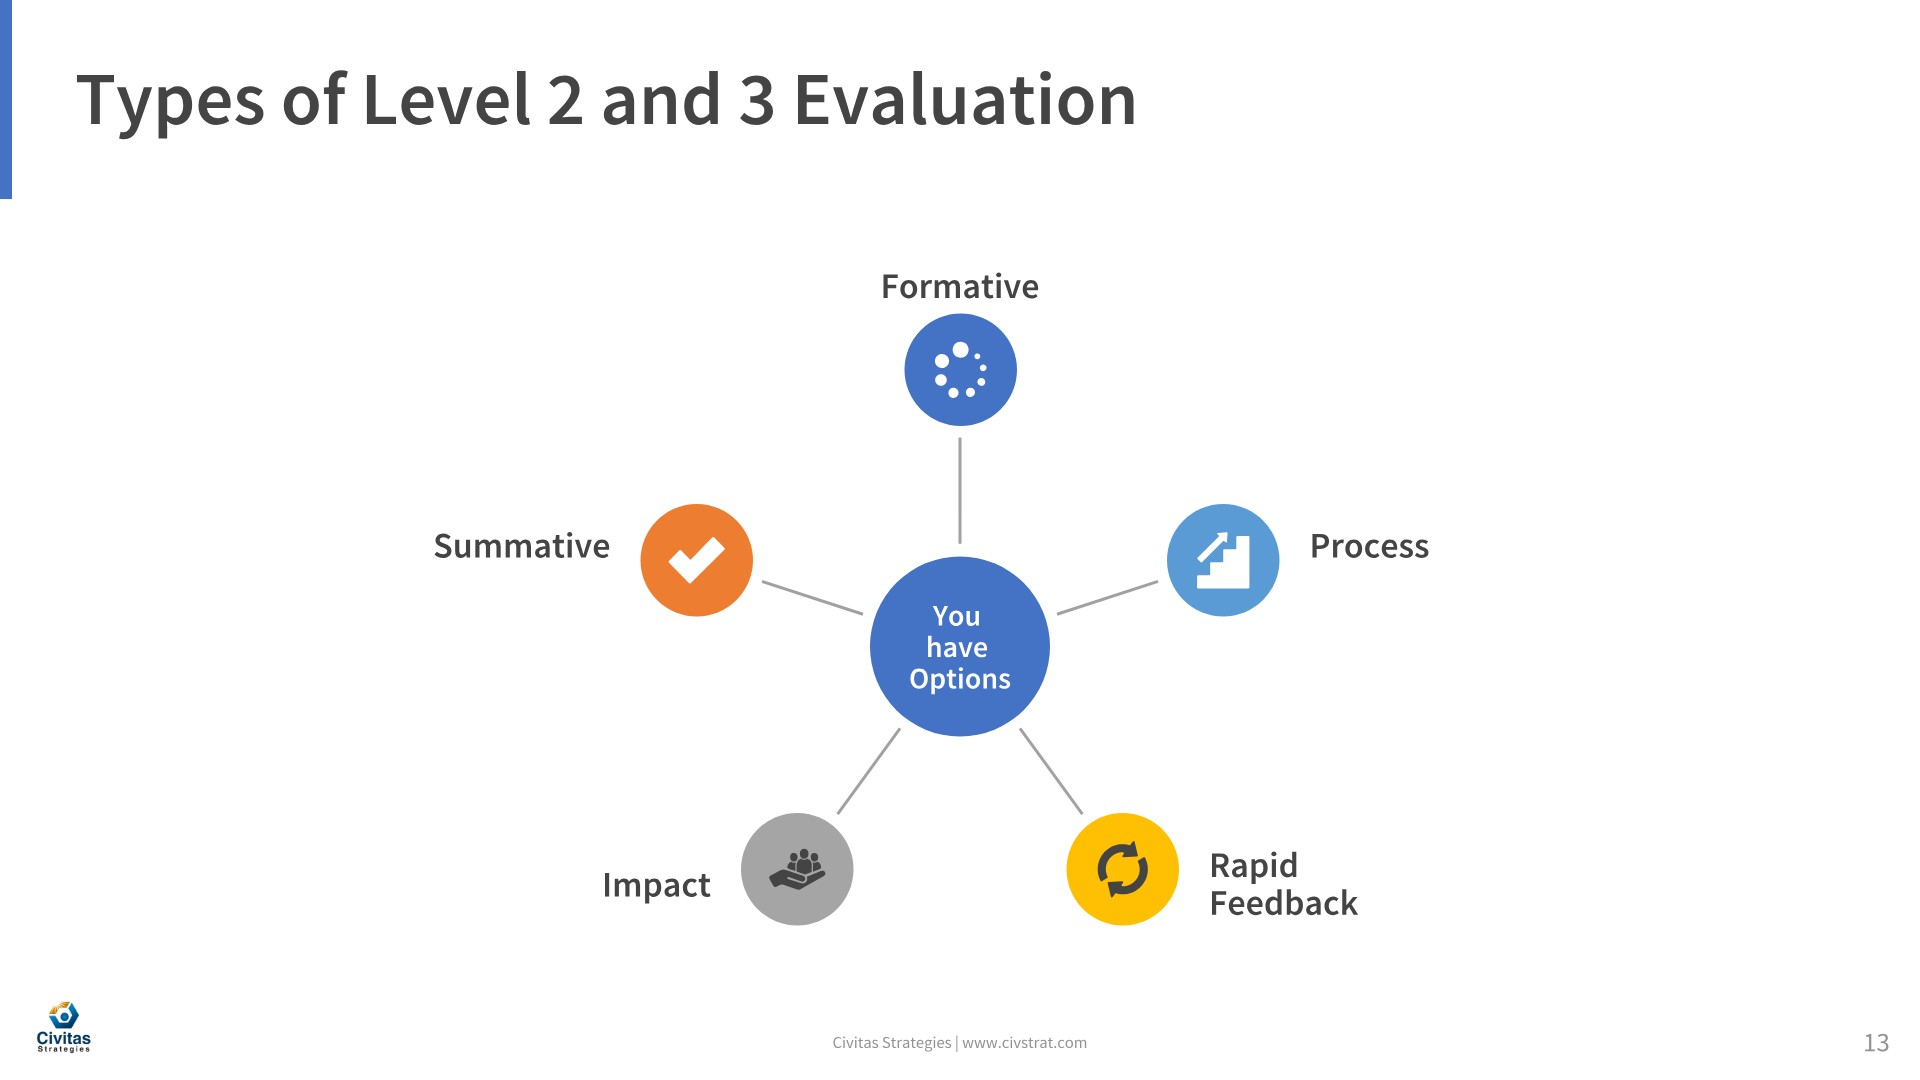 Types of Level 2 and 3 Evaluation
Formative
Summative
Process
You
have
Options
Impact
Rapid
Feedback
Civitas
Strategies
Civitas Strategies | www.civstrat.com
13